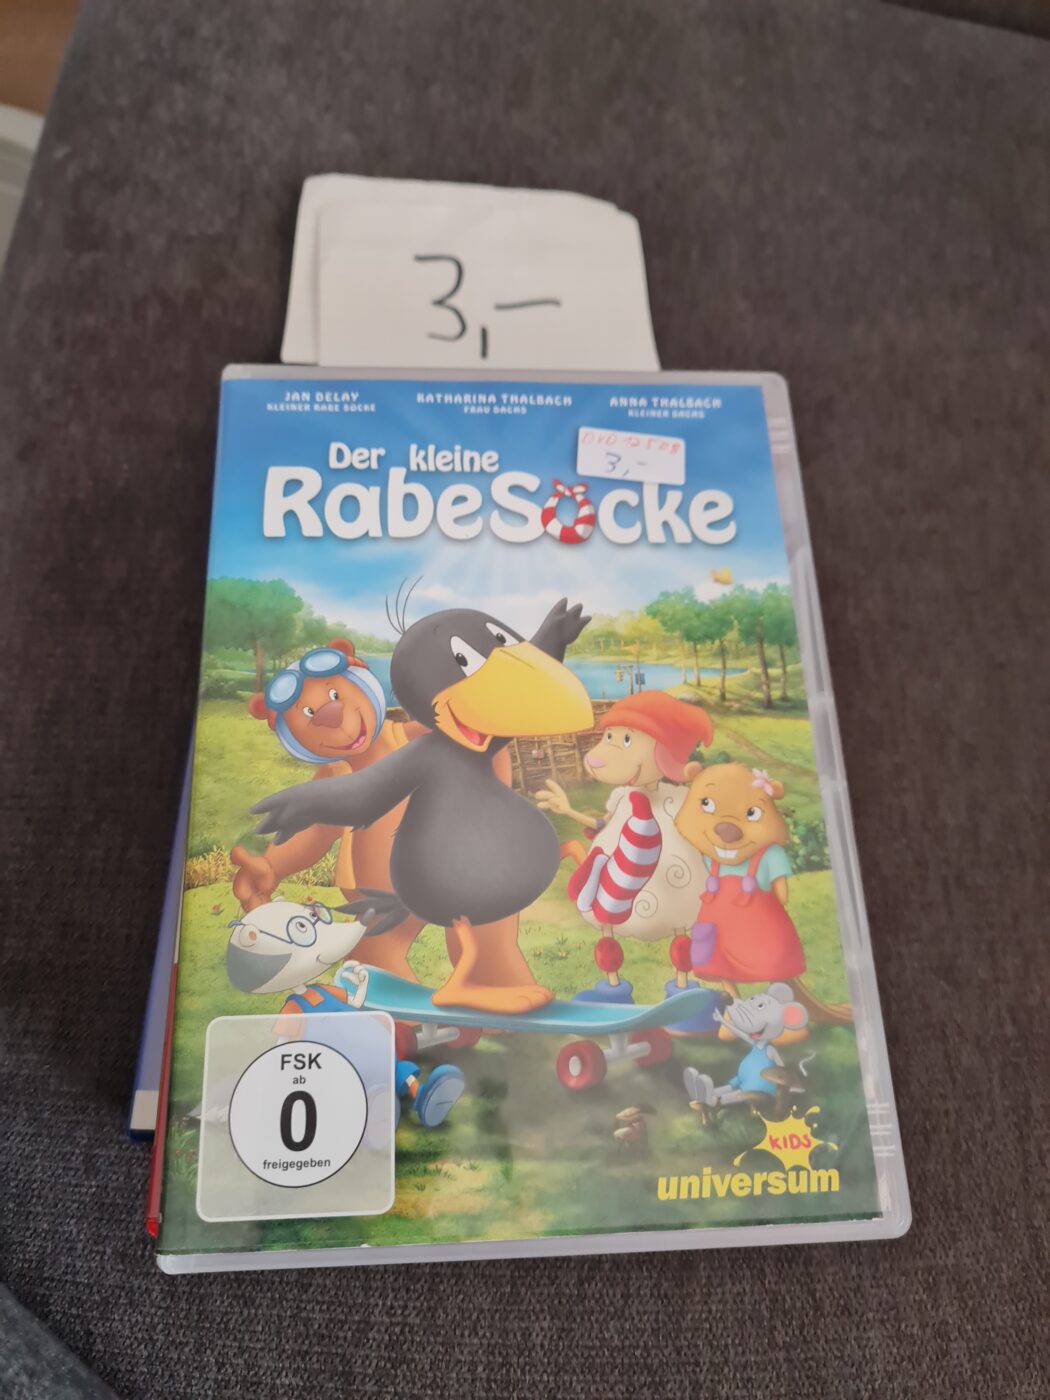 3,–
JAN DELAY
KLEINER RABE SOCKE
KATHARINA THALBACH
FRAU DACHS
ANNA THALBACH
KLEINER DACHS
3,–
Der kleine
RabeSocke
FSK
ab
0
freigegeben
KIDS
universum